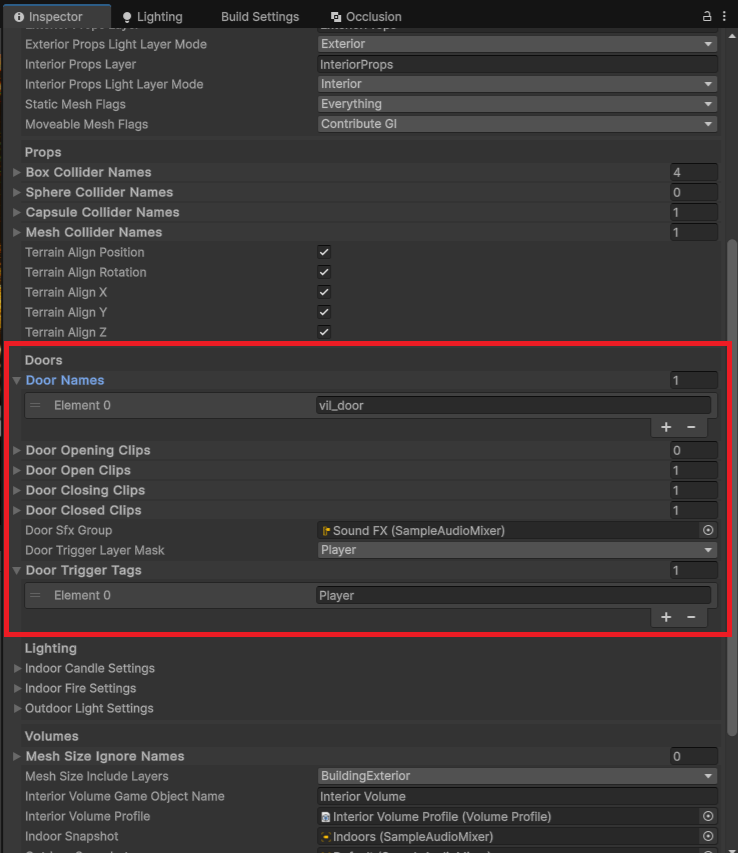 Inspector Lighting Build Settings Occlusion
Exterior Props Light Layer Mode Exterior
Interior Props Layer InteriorProps
Interior Props Light Layer Mode Interior
Static Mesh Flags Everything
Moveable Mesh Flags Contribute GI
Props
Box Collider Names 4
Sphere Collider Names 0
Capsule Collider Names 1
Mesh Collider Names 1
Terrain Align Position
Terrain Align Rotation
Terrain Align X
Terrain Align Y
Terrain Align Z
Doors
Door Names 1
Element 0 vil_door
Door Opening Clips 0
Door Open Clips 1
Door Closing Clips 1
Door Closed Clips 1
Door Sfx Group Sound FX (SampleAudioMixer)
Door Trigger Layer Mask Player
Door Trigger Tags 1
Element 0 Player
Lighting
Indoor Candle Settings
Indoor Fire Settings
Outdoor Light Settings
Volumes
Mesh Size Ignore Names 0
Mesh Size Include Layers BuildingExterior
Interior Volume Game Object Name Interior Volume
Interior Volume Profile Interior Volume Profile (Volume Profile)
Indoor Snapshot Indoors (SampleAudioMixer)